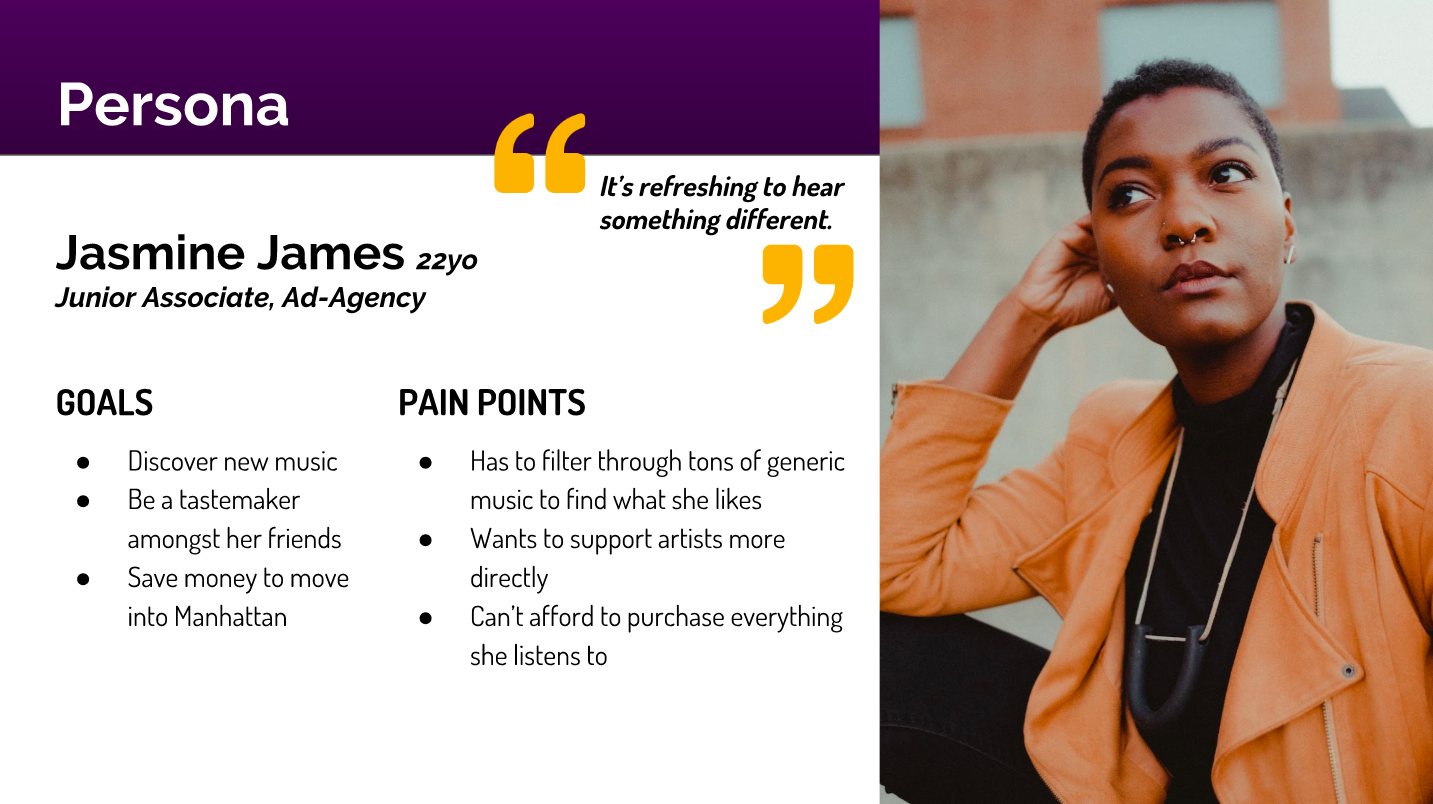 Persona
“
It’s refreshing to hear
something different.
”
Jasmine James 22yo
Junior Associate, Ad-Agency
GOALS
● Discover new music
● Be a tastemaker
amongst her friends
● Save money to move
into Manhattan
PAIN POINTS
● Has to filter through tons of generic
music to find what she likes
● Wants to support artists more
directly
● Can’t afford to purchase everything
she listens to